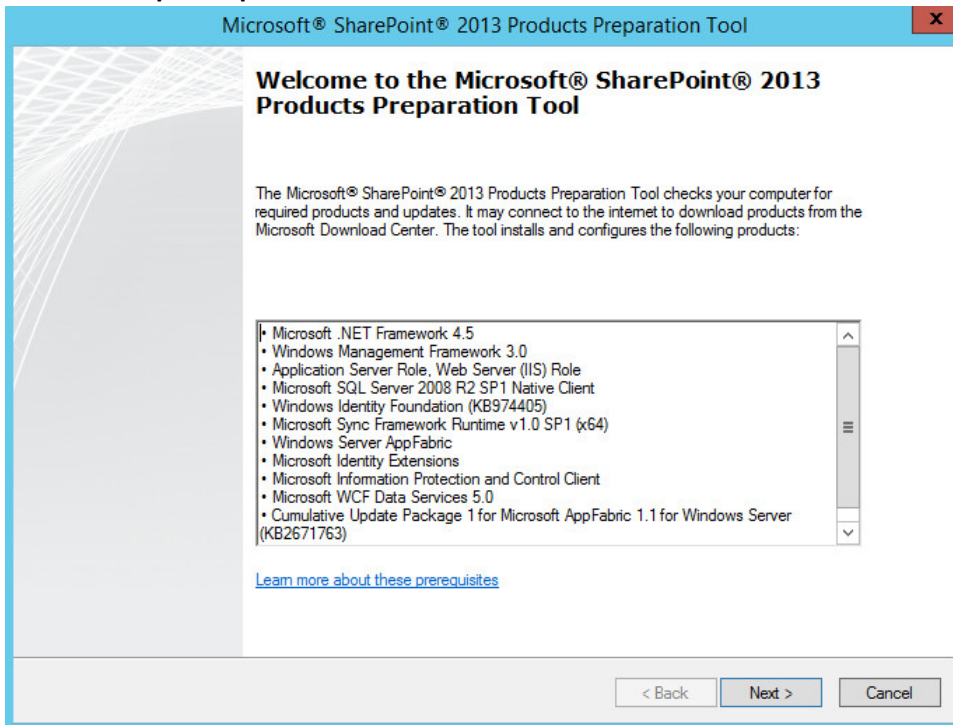 Microsoft® SharePoint® 2013 Products Preparation Tool
x
Welcome to the Microsoft® SharePoint® 2013
Products Preparation Tool
The Microsoft® SharePoint® 2013 Products Preparation Tool checks your computer for
required products and updates. It may connect to the internet to download products from the
Microsoft Download Center. The tool installs and configures the following products:
• Microsoft .NET Framework 4.5
• Windows Management Framework 3.0
• Application Server Role, Web Server (IIS) Role
• Microsoft SQL Server 2008 R2 SP1 Native Client
• Windows Identity Foundation (KB974405)
• Microsoft Sync Framework Runtime v1.0 SP1 (x64)
• Windows Server AppFabric
• Microsoft Identity Extensions
• Microsoft Information Protection and Control Client
• Microsoft WCF Data Services 5.0
• Cumulative Update Package 1 for Microsoft AppFabric 1.1 for Windows Server
(KB2671763)
Learn more about these prerequisites
< Back Next > Cancel